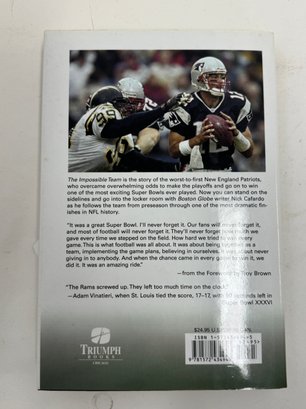 The Impossible Team is the story of the worst-to-first New England Patriots,
who overcame overwhelming odds to make the playoffs and go on to win
one of the most exciting Super Bowls ever played. Now you can stand on the
sidelines and go into the locker room with Boston Globe writer Nick Cafardo
as he follows the team from preseason through one of the most dramatic fin-
ishes in NFL history.
"It was a great Super Bowl. I'll never forget it. Our fans will never forget it,
and most of football will never forget it. They'll never forget how much we
gave every time we stepped on the field. How hard we tried to win every
game. This is what football is all about. It was about being together as a
team, implementing the game plans, believing in ourselves. It was about never
giving in to anybody. And when the chance came in every game to win it, we
did it. It was an amazing ride."
—from the Foreword by Troy Brown
"The Rams screwed up. They left too much time on the clock."
—Adam Vinatieri, when St. Louis tied the score, 17–17, with 90 seconds left in
Super Bowl XXXVI
TRIUMPH
BOOKS
CHICAGO
$24.95
ISBN